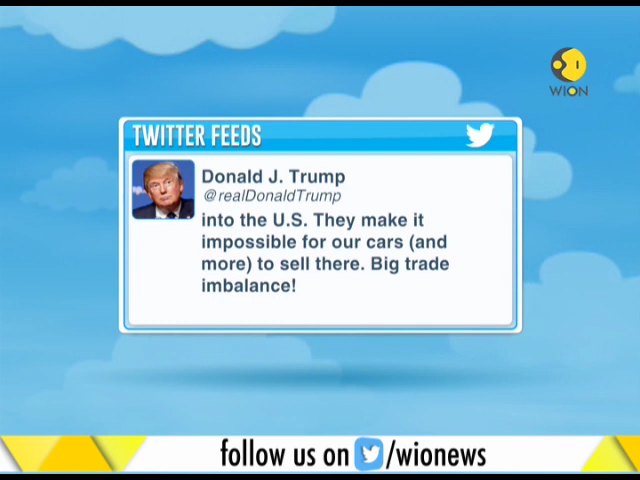 WION
TWITTER FEEDS
Donald J. Trump
@realDonaldTrump
into the U.S. They make it
impossible for our cars (and
more) to sell there. Big trade
imbalance!
follow us on /wionews